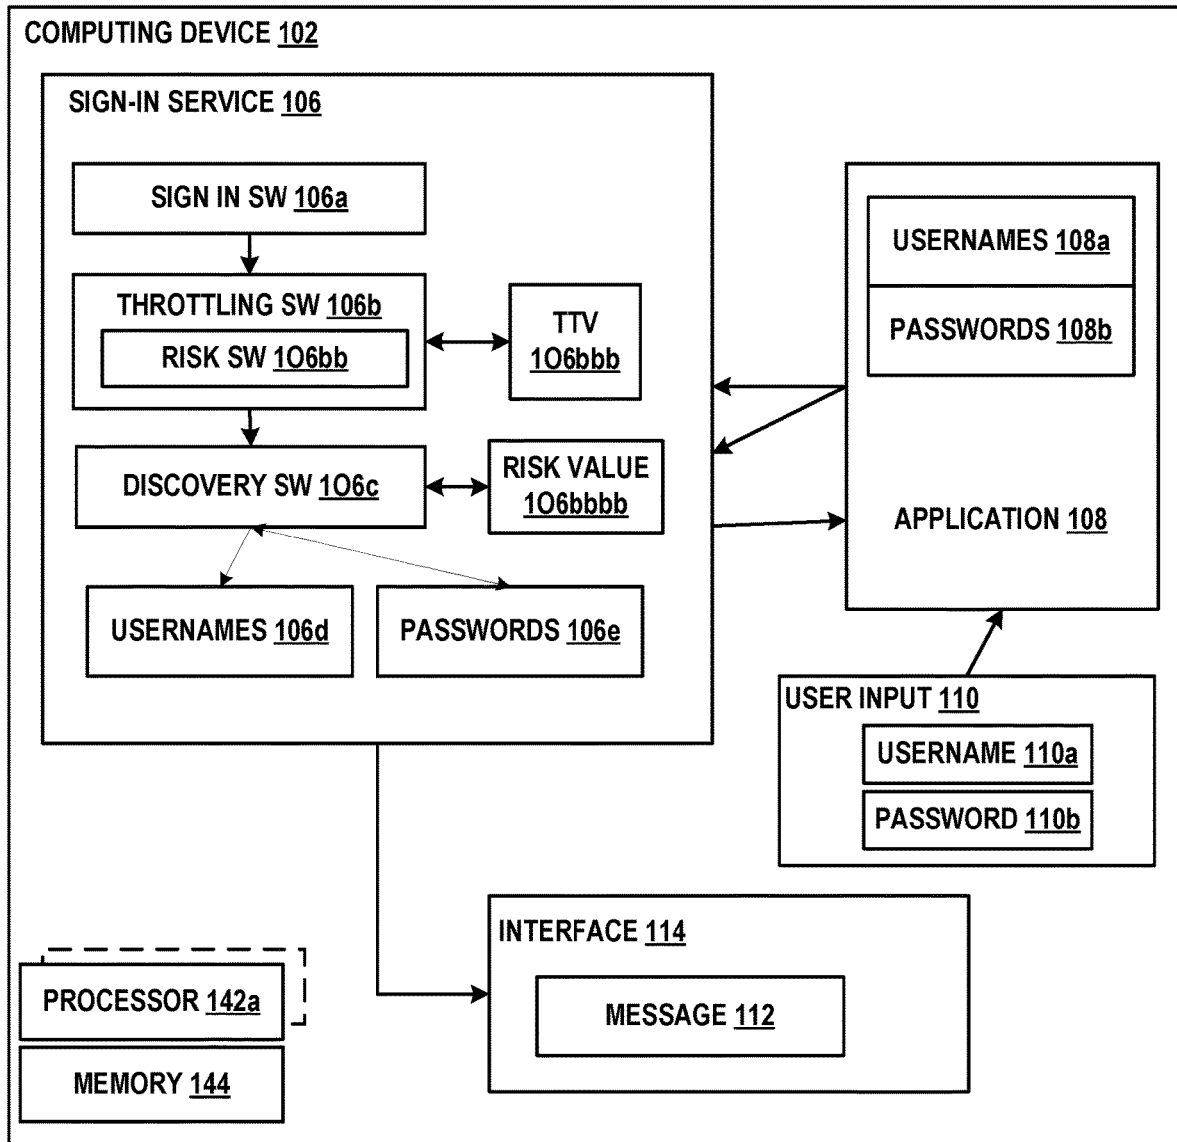 COMPUTING DEVICE 102
SIGN-IN SERVICE 106
SIGN IN SW 106a
THROTTLING SW 106b
RISK SW 1O6bb
TTV
1O6bbb
DISCOVERY SW 1O6c
RISK VALUE
1O6bbbb
USERNAMES 106d
PASSWORDS 106e
USERNAMES 108a
PASSWORDS 108b
APPLICATION 108
USER INPUT 110
USERNAME 110a
PASSWORD 110b
INTERFACE 114
MESSAGE 112
PROCESSOR 142a
MEMORY 144